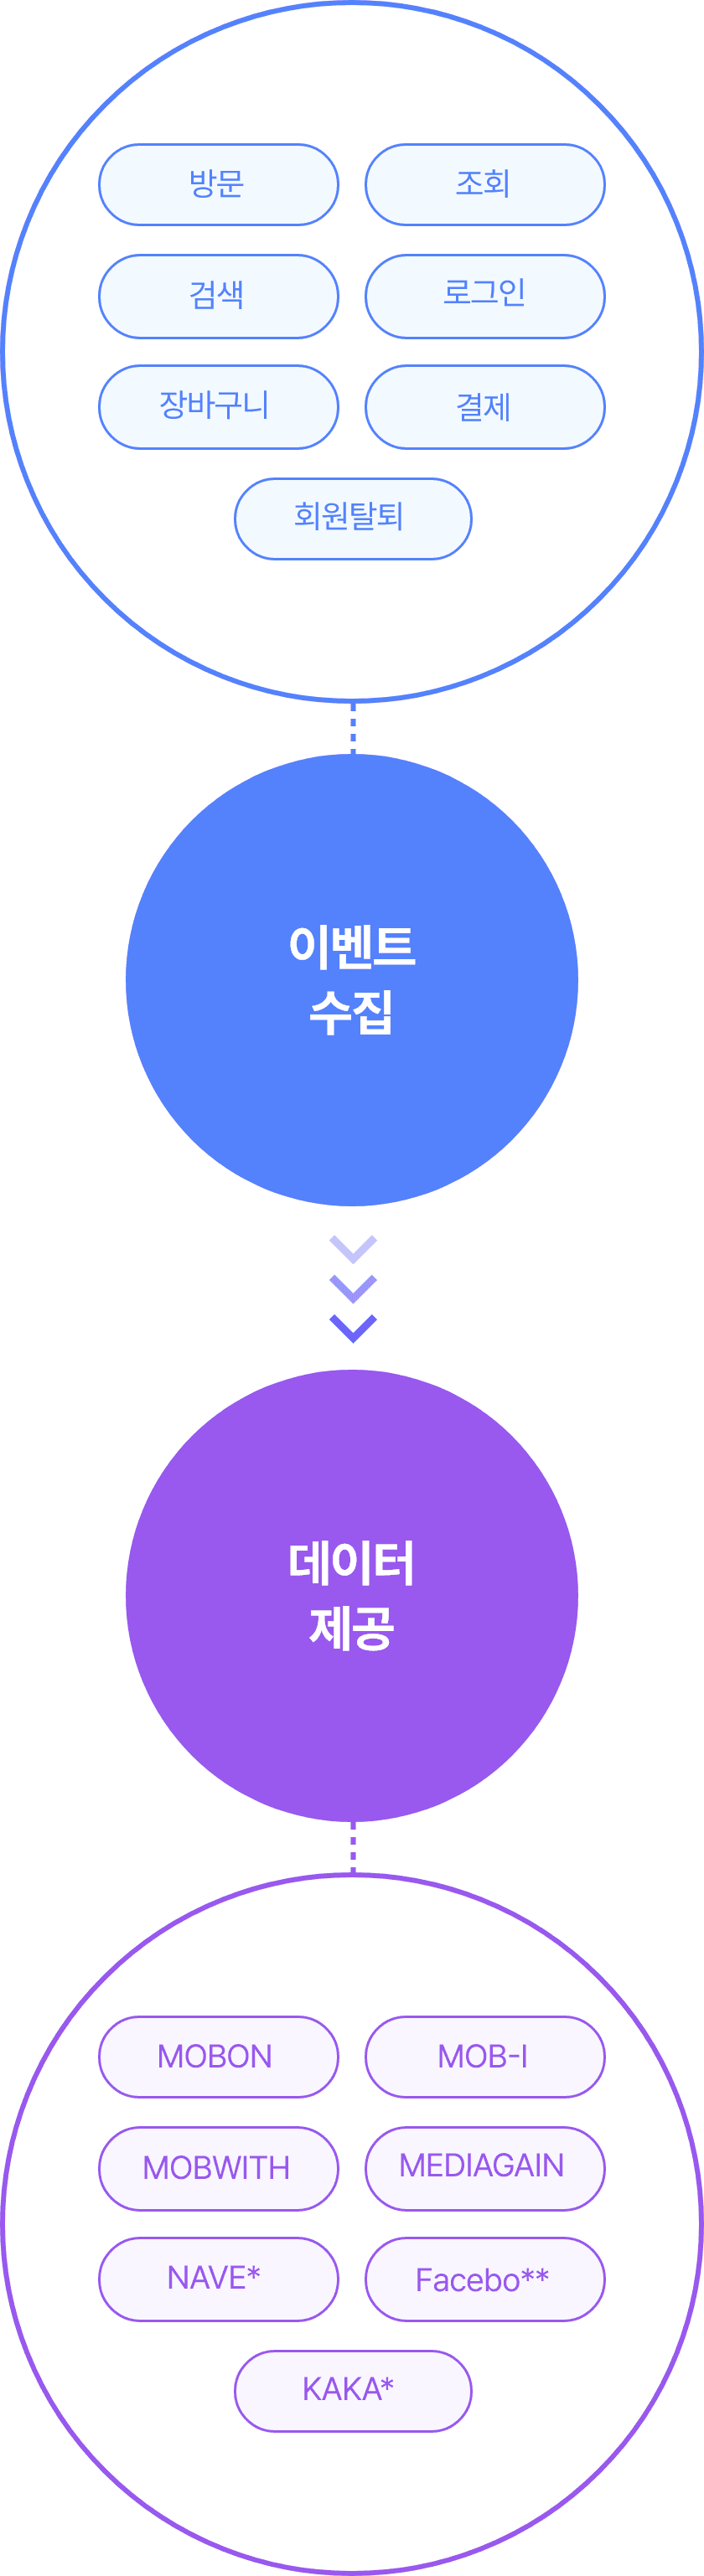 방문
조회
검색
로그인
장바구니
결제
회원탈퇴
이벤트
수집
데이터
제공
MOBON
MOB-I
MOBWITH
MEDIAGAIN
NAVE*
Facebo**
KAKA*